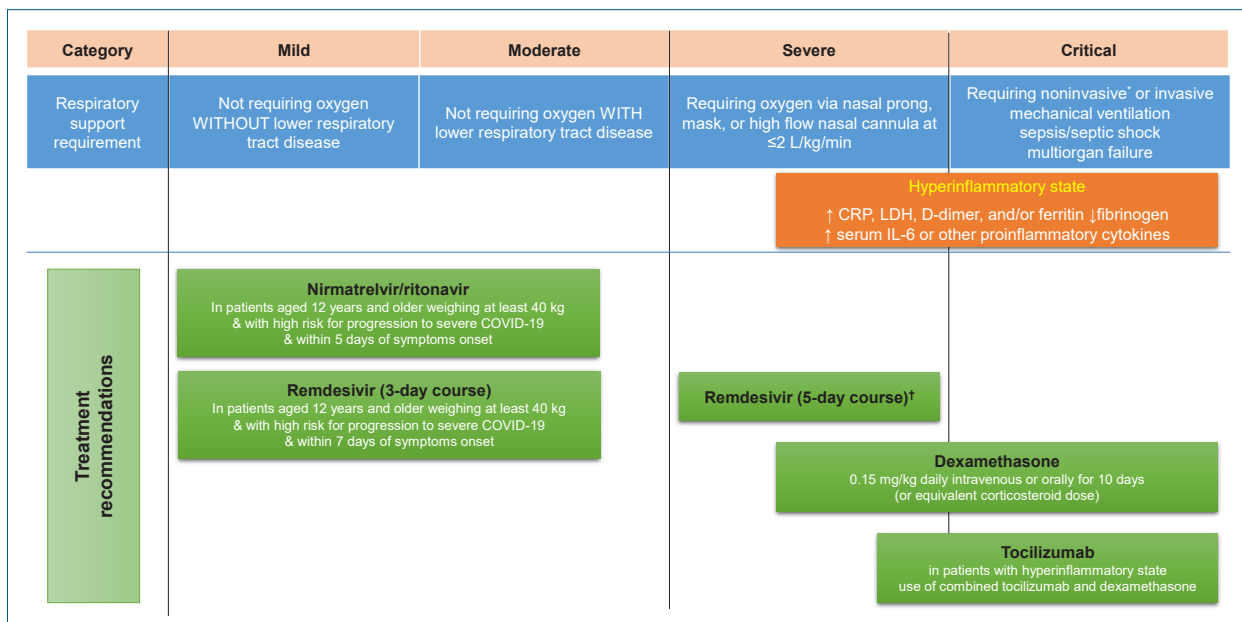 Category
Mild
Moderate
Severe
Critical
Respiratory
support
requirement
Not requiring oxygen
WITHOUT lower respiratory
tract disease
Not requiring oxygen WITH
lower respiratory tract disease
Requiring oxygen via nasal prong,
mask, or high flow nasal cannula at
≤2 L/kg/min
Requiring noninvasive* or invasive
mechanical ventilation
sepsis/septic shock
multiorgan failure
Hyperinflammatory state
↑ CRP, LDH, D-dimer, and/or ferritin ↓fibrinogen
↑ serum IL-6 or other proinflammatory cytokines
Treatment
recommendations
Nirmatrelvir/ritonavir
In patients aged 12 years and older weighing at least 40 kg
& with high risk for progression to severe COVID-19
& within 5 days of symptoms onset
Remdesivir (3-day course)
In patients aged 12 years and older weighing at least 40 kg
& with high risk for progression to severe COVID-19
& within 7 days of symptoms onset
Remdesivir (5-day course)†
Dexamethasone
0.15 mg/kg daily intravenous or orally for 10 days
(or equivalent corticosteroid dose)
Tocilizumab
in patients with hyperinflammatory state
use of combined tocilizumab and dexamethasone